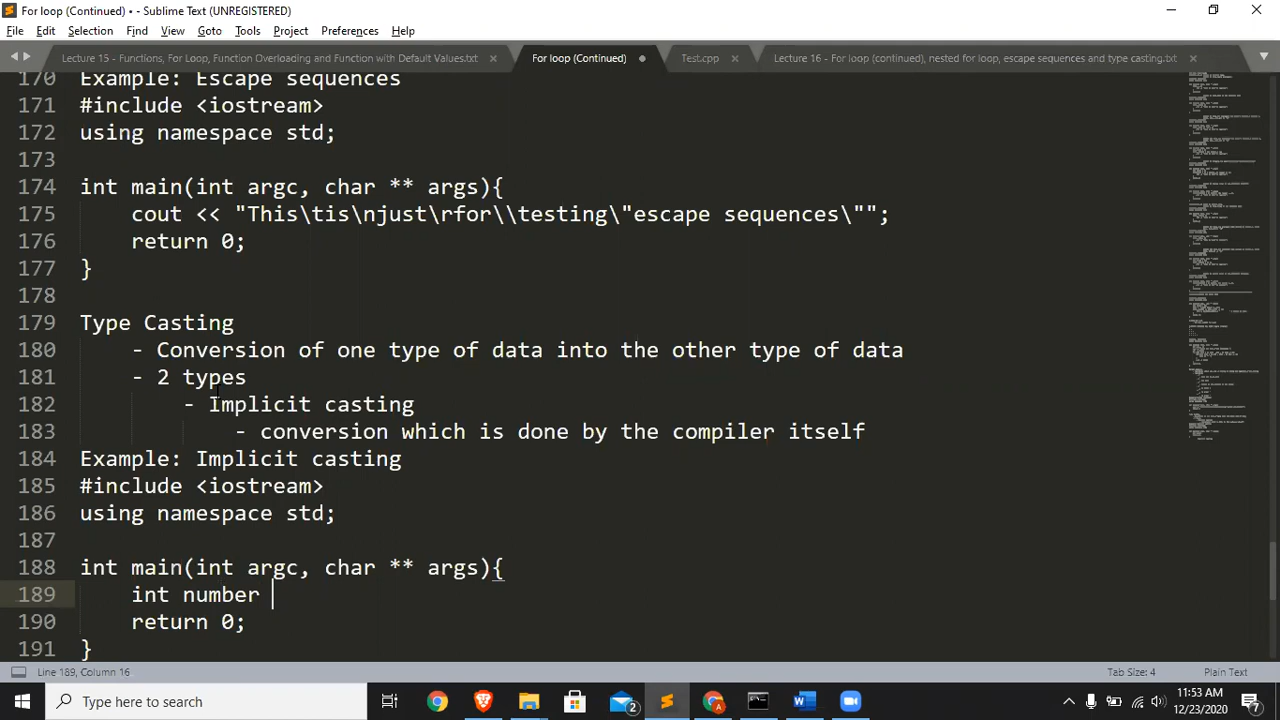 For loop (Continued) • - Sublime Text (UNREGISTERED)
File Edit Selection Find View Goto Tools Project Preferences Help
Lecture 15 - Functions, For Loop, Function Overloading and Function with Default Values.txt For loop (Continued) Test.cpp Lecture 16 - For loop (continued), nested for loop, escape sequences and type casting.txt
170 Example: Escape sequences
171 #include <iostream>
172 using namespace std;
173
174 int main(int argc, char ** args){
175 cout << "This\tis\njust\rfor\\testing\"escape sequences\"";
176 return 0;
177 }
178
179 Type Casting
180 - Conversion of one type of data into the other type of data
181 - 2 types
182 - Implicit casting
183 - conversion which is done by the compiler itself
184 Example: Implicit casting
185 #include <iostream>
186 using namespace std;
187
188 int main(int argc, char ** args){
189 int number
190 return 0;
191 }
Line 189, Column 16 Tab Size: 4 Plain Text
Type here to search
2
11:53 AM
12/23/2020
7